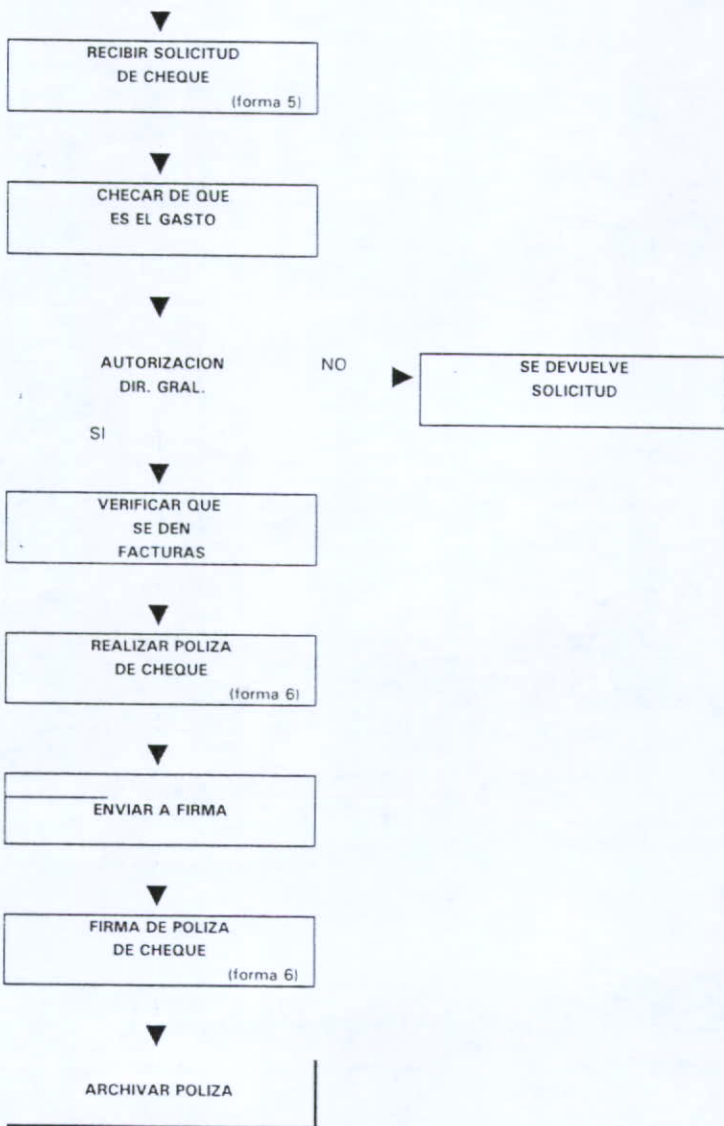 RECIBIR SOLICITUD
DE CHEQUE
(forma 5)
CHECAR DE QUE
ES EL GASTO
AUTORIZACION
DIR. GRAL.
NO
SE DEVUELVE
SOLICITUD
SI
VERIFICAR QUE
SE DEN
FACTURAS
REALIZAR POLIZA
DE CHEQUE
(forma 6)
ENVIAR A FIRMA
FIRMA DE POLIZA
DE CHEQUE
(forma 6)
ARCHIVAR POLIZA